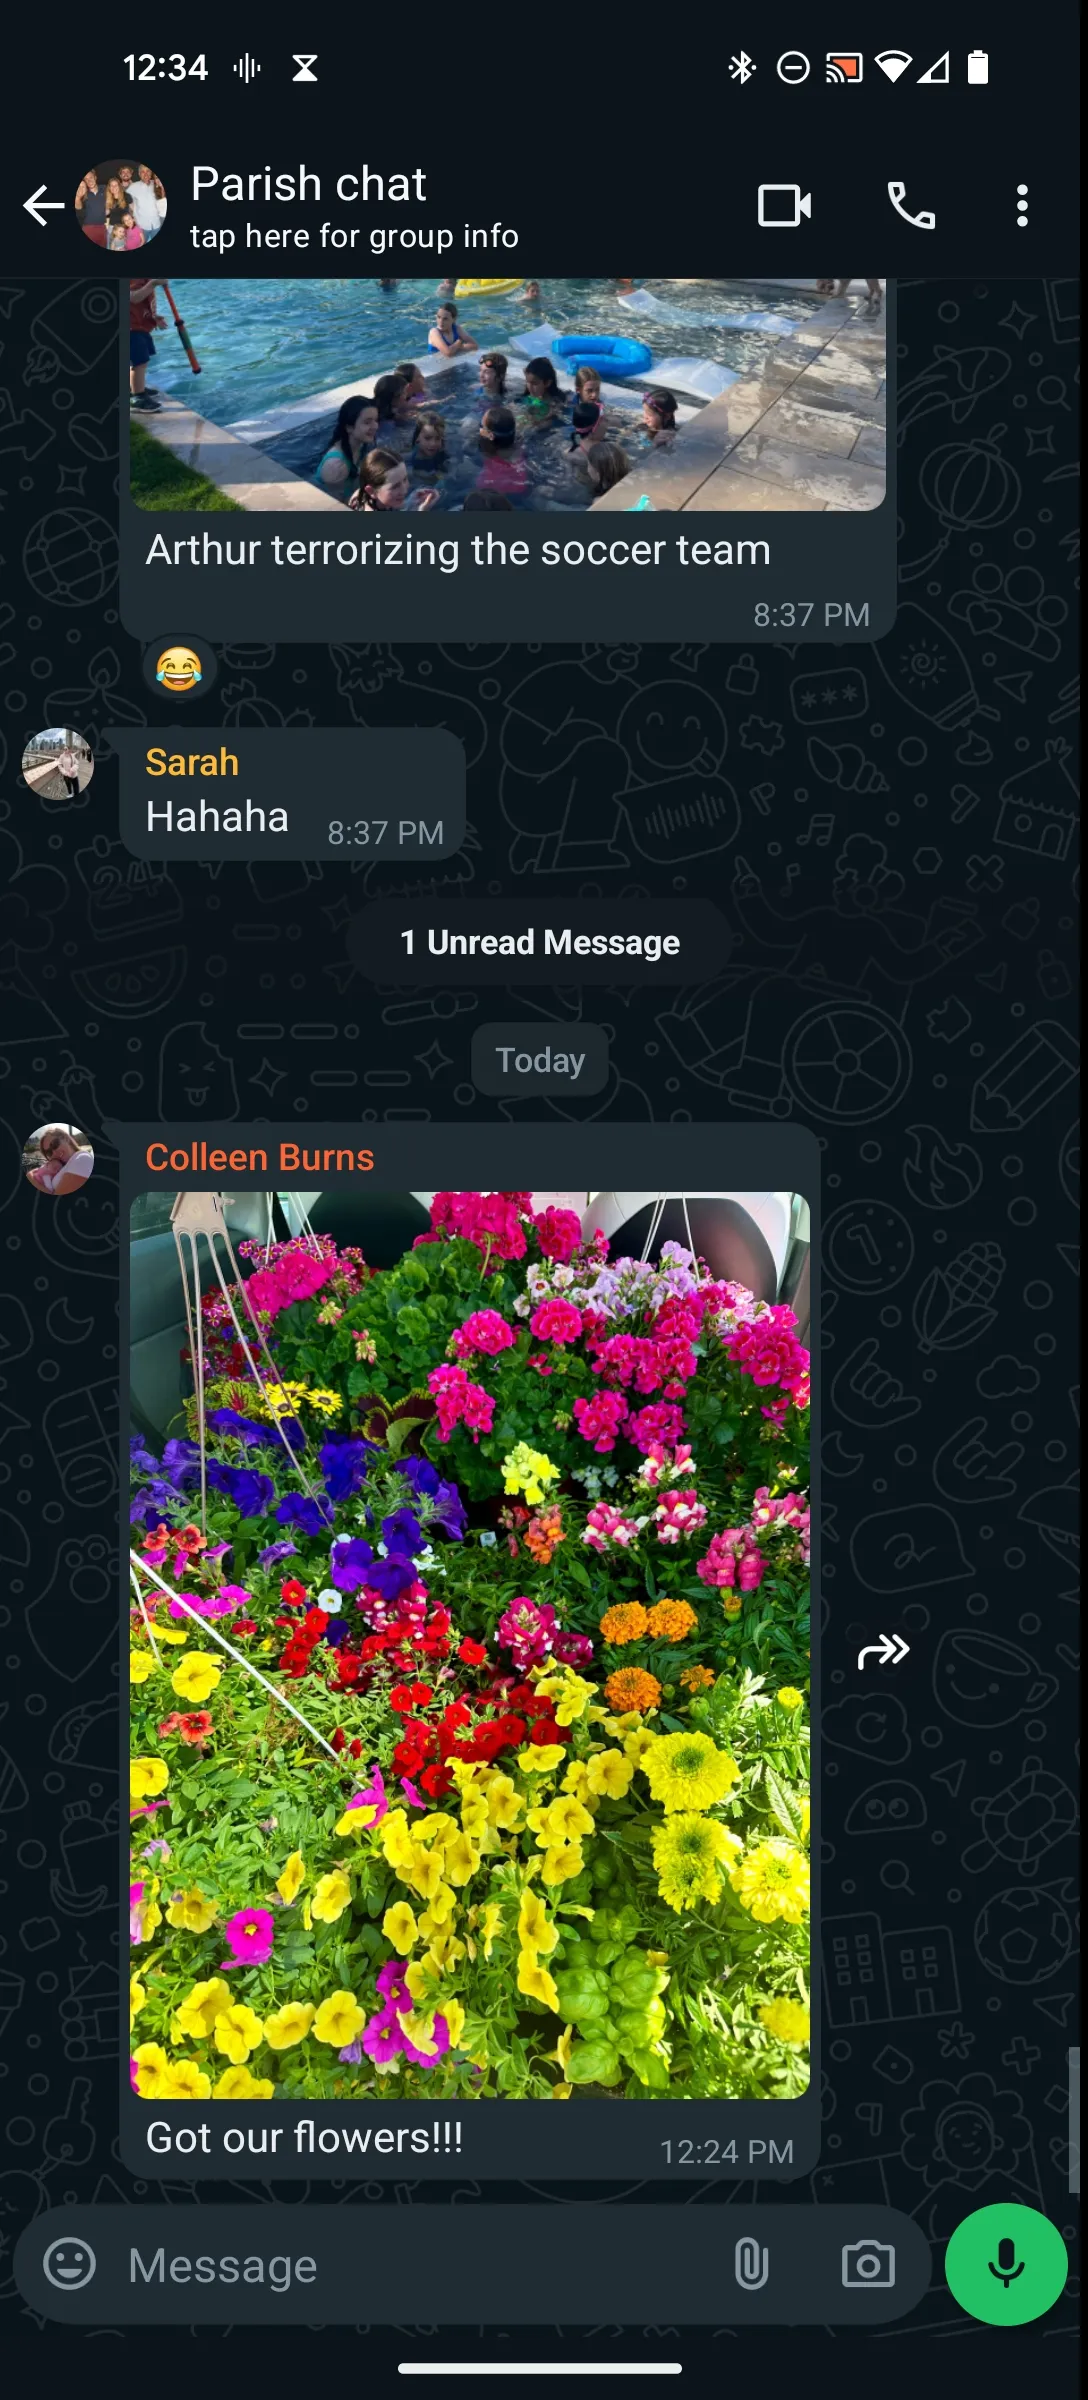 12:34
Parish chat
tap here for group info
Arthur terrorizing the soccer team
8:37 PM
Sarah
Hahaha 8:37 PM
1 Unread Message
Today
Colleen Burns
Got our flowers!!! 12:24 PM
Message